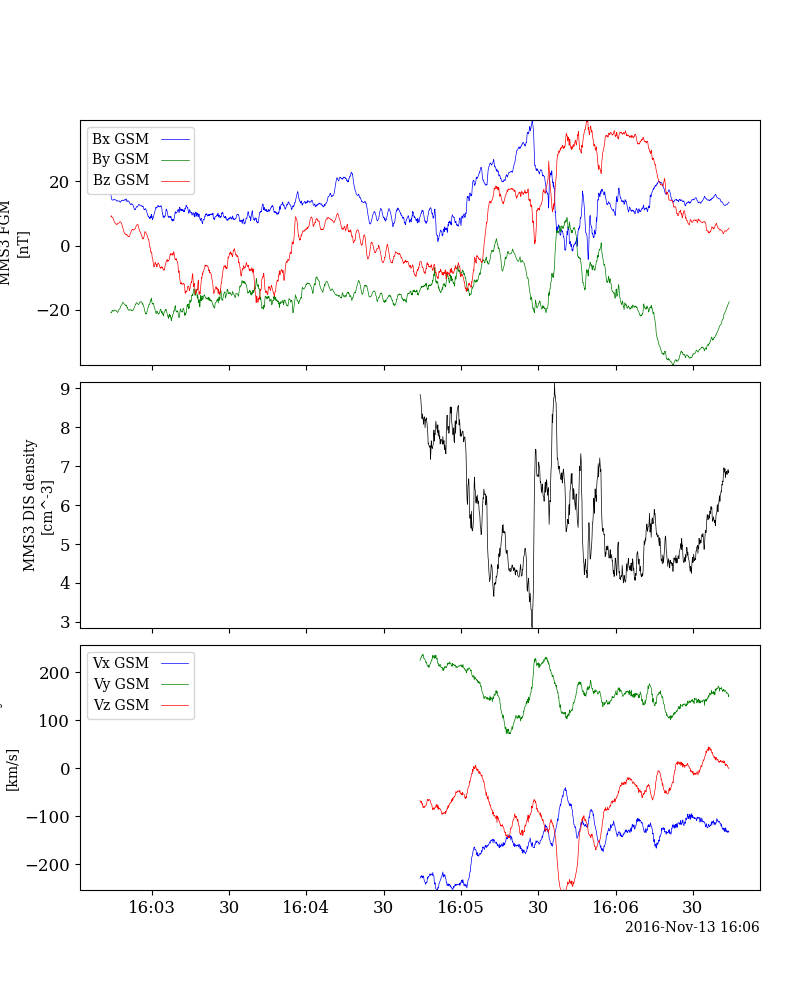 Bx GSM
By GSM
Bz GSM
20
0
−20
MMS3 FGM
[nT]
9
8
7
6
5
4
3
MMS3 DIS density
[cm^-3]
Vx GSM
Vy GSM
Vz GSM
200
100
0
−100
−200
[km/s]
16:03
30
16:04
30
16:05
30
16:06
30
2016-Nov-13 16:06